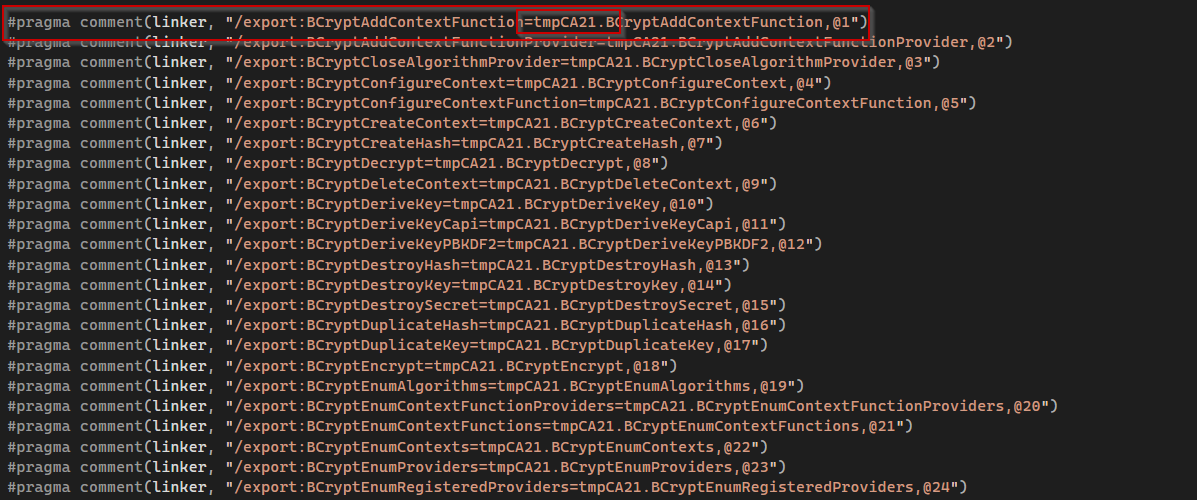 #pragma comment(linker, "/export:BCryptAddContextFunction=tmpCA21.BCryptAddContextFunction,@1")
#pragma comment(linker, "/export:BCryptAddContextFunctionProvider=tmpCA21.BCryptAddContextFunctionProvider,@2")
#pragma comment(linker, "/export:BCryptCloseAlgorithmProvider=tmpCA21.BCryptCloseAlgorithmProvider,@3")
#pragma comment(linker, "/export:BCryptConfigureContext=tmpCA21.BCryptConfigureContext,@4")
#pragma comment(linker, "/export:BCryptConfigureContextFunction=tmpCA21.BCryptConfigureContextFunction,@5")
#pragma comment(linker, "/export:BCryptCreateContext=tmpCA21.BCryptCreateContext,@6")
#pragma comment(linker, "/export:BCryptCreateHash=tmpCA21.BCryptCreateHash,@7")
#pragma comment(linker, "/export:BCryptDecrypt=tmpCA21.BCryptDecrypt,@8")
#pragma comment(linker, "/export:BCryptDeleteContext=tmpCA21.BCryptDeleteContext,@9")
#pragma comment(linker, "/export:BCryptDeriveKey=tmpCA21.BCryptDeriveKey,@10")
#pragma comment(linker, "/export:BCryptDeriveKeyCapi=tmpCA21.BCryptDeriveKeyCapi,@11")
#pragma comment(linker, "/export:BCryptDeriveKeyPBKDF2=tmpCA21.BCryptDeriveKeyPBKDF2,@12")
#pragma comment(linker, "/export:BCryptDestroyHash=tmpCA21.BCryptDestroyHash,@13")
#pragma comment(linker, "/export:BCryptDestroyKey=tmpCA21.BCryptDestroyKey,@14")
#pragma comment(linker, "/export:BCryptDestroySecret=tmpCA21.BCryptDestroySecret,@15")
#pragma comment(linker, "/export:BCryptDuplicateHash=tmpCA21.BCryptDuplicateHash,@16")
#pragma comment(linker, "/export:BCryptDuplicateKey=tmpCA21.BCryptDuplicateKey,@17")
#pragma comment(linker, "/export:BCryptEncrypt=tmpCA21.BCryptEncrypt,@18")
#pragma comment(linker, "/export:BCryptEnumAlgorithms=tmpCA21.BCryptEnumAlgorithms,@19")
#pragma comment(linker, "/export:BCryptEnumContextFunctionProviders=tmpCA21.BCryptEnumContextFunctionProviders,@20")
#pragma comment(linker, "/export:BCryptEnumContextFunctions=tmpCA21.BCryptEnumContextFunctions,@21")
#pragma comment(linker, "/export:BCryptEnumContexts=tmpCA21.BCryptEnumContexts,@22")
#pragma comment(linker, "/export:BCryptEnumProviders=tmpCA21.BCryptEnumProviders,@23")
#pragma comment(linker, "/export:BCryptEnumRegisteredProviders=tmpCA21.BCryptEnumRegisteredProviders,@24")